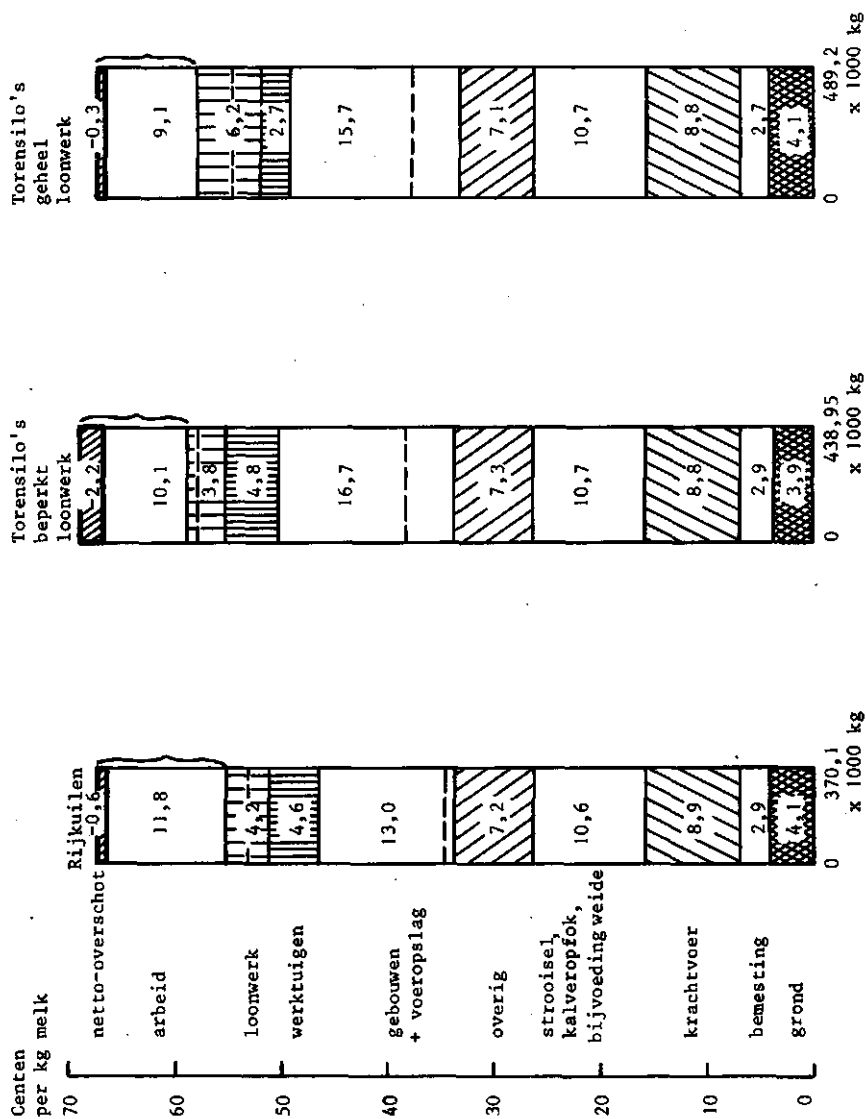 Centen
per kg melk
70
60
50
40
30
20
10
0
netto-overschot
arbeid
loonwerk
werktuigen
gebouwen
+ voeropslag
overig
strooisel,
kalveropfok,
bijvoeding weide
krachtvoer
bemesting
grond
Rijkuilen
-0,6
11,8
4,2
4,6
13,0
7,2
10,6
8,9
2,9
4,1
0 370,1
x 1000 kg
Torensilo's
beperkt
loonwerk
-2,2
10,1
3,8
4,8
16,7
7,3
10,7
8,8
2,9
3,9
0 438,95
x 1000 kg
Torensilo's
geheel
loonwerk
-0,3
9,1
6,2
2,7
15,7
7,1
10,7
8,8
2,7
4,1
0 489,2
x 1000 kg